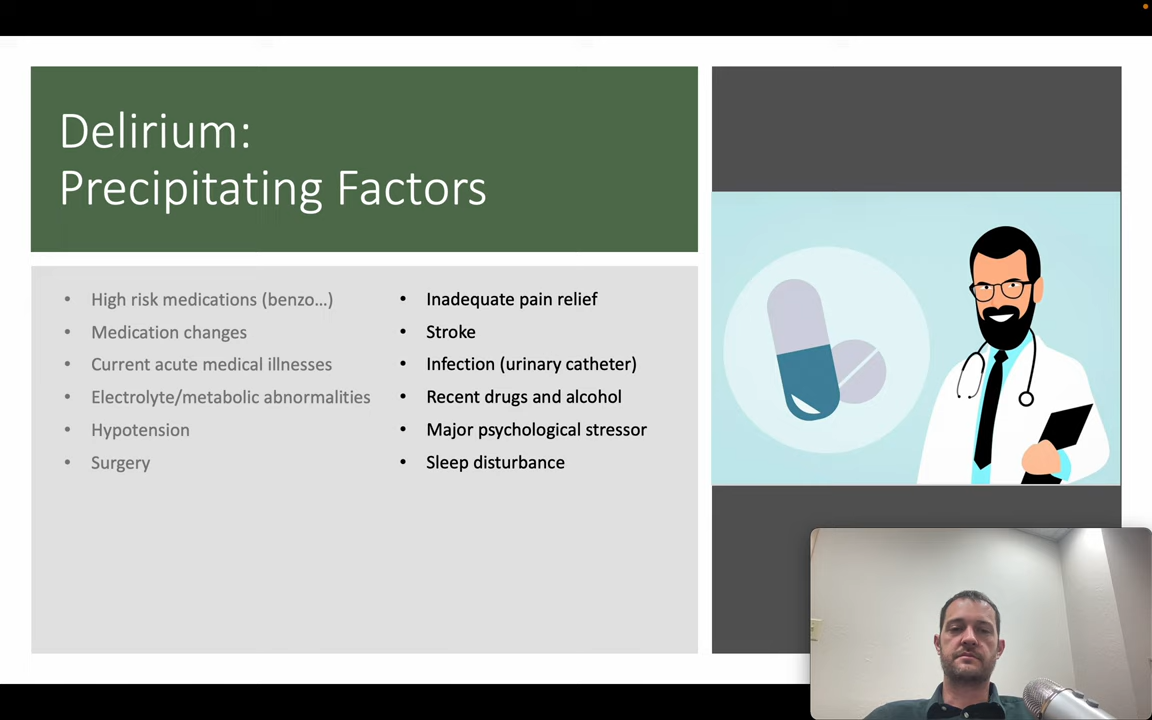 Delirium:
Precipitating Factors
• High risk medications (benzo...)
• Medication changes
• Current acute medical illnesses
• Electrolyte/metabolic abnormalities
• Hypotension
• Surgery
• Inadequate pain relief
• Stroke
• Infection (urinary catheter)
• Recent drugs and alcohol
• Major psychological stressor
• Sleep disturbance